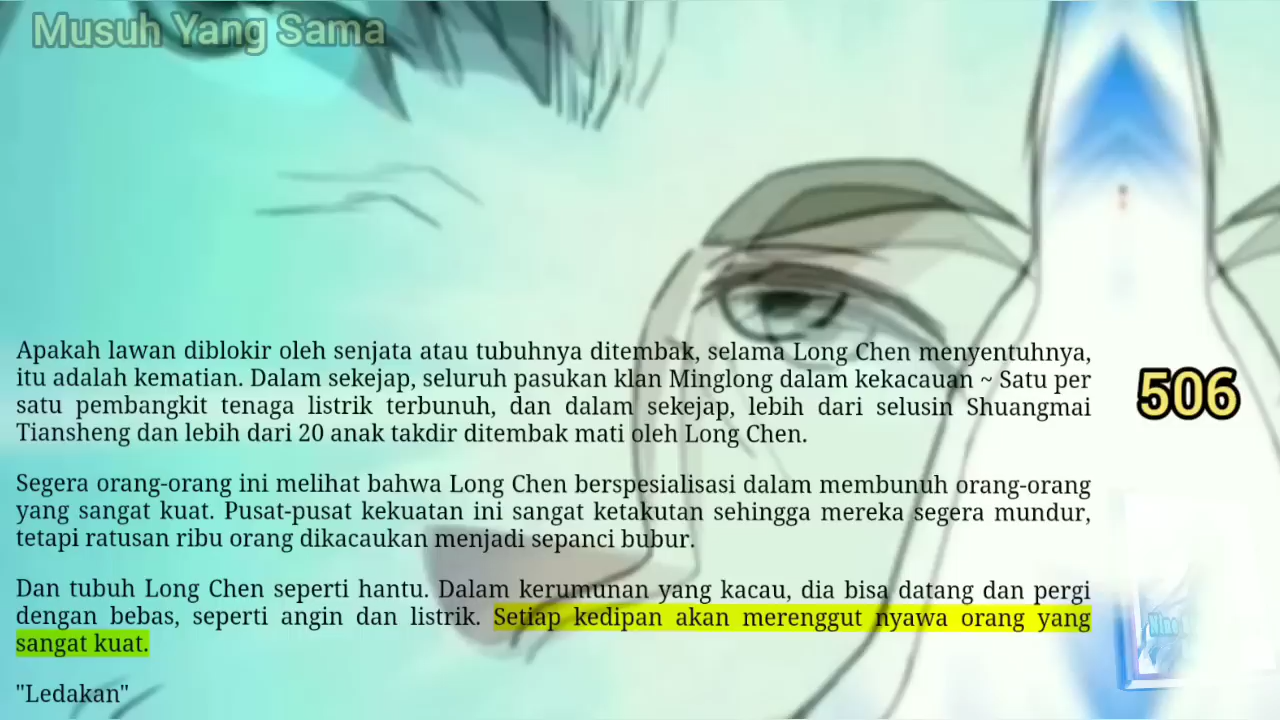 Musuh Yang Sama
Apakah lawan diblokir oleh senjata atau tubuhnya ditembak, selama Long Chen menyentuhnya,
itu adalah kematian. Dalam sekejap, seluruh pasukan klan Minglong dalam kekacauan ~ Satu per
satu pembangkit tenaga listrik terbunuh, dan dalam sekejap, lebih dari selusin Shuangmai
Tiansheng dan lebih dari 20 anak takdir ditembak mati oleh Long Chen.
506
Segera orang-orang ini melihat bahwa Long Chen berspesialisasi dalam membunuh orang-orang
yang sangat kuat. Pusat-pusat kekuatan ini sangat ketakutan sehingga mereka segera mundur,
tetapi ratusan ribu orang dikacaukan menjadi sepanci bubur.
Dan tubuh Long Chen seperti hantu. Dalam kerumunan yang kacau, dia bisa datang dan pergi
dengan bebas, seperti angin dan listrik. Setiap kedipan akan merenggut nyawa orang yang
sangat kuat.
"Ledakan"